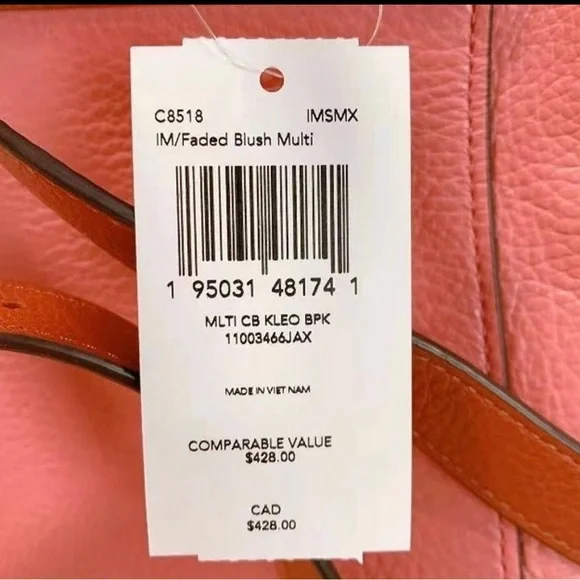 C8518 IMSMX
IM/Faded Blush Multi
1 95031 48174 1
MLTI CB KLEO BPK
11003466JAX
MADE IN VIET NAM
COMPARABLE VALUE
$428.00
CAD
$428.00